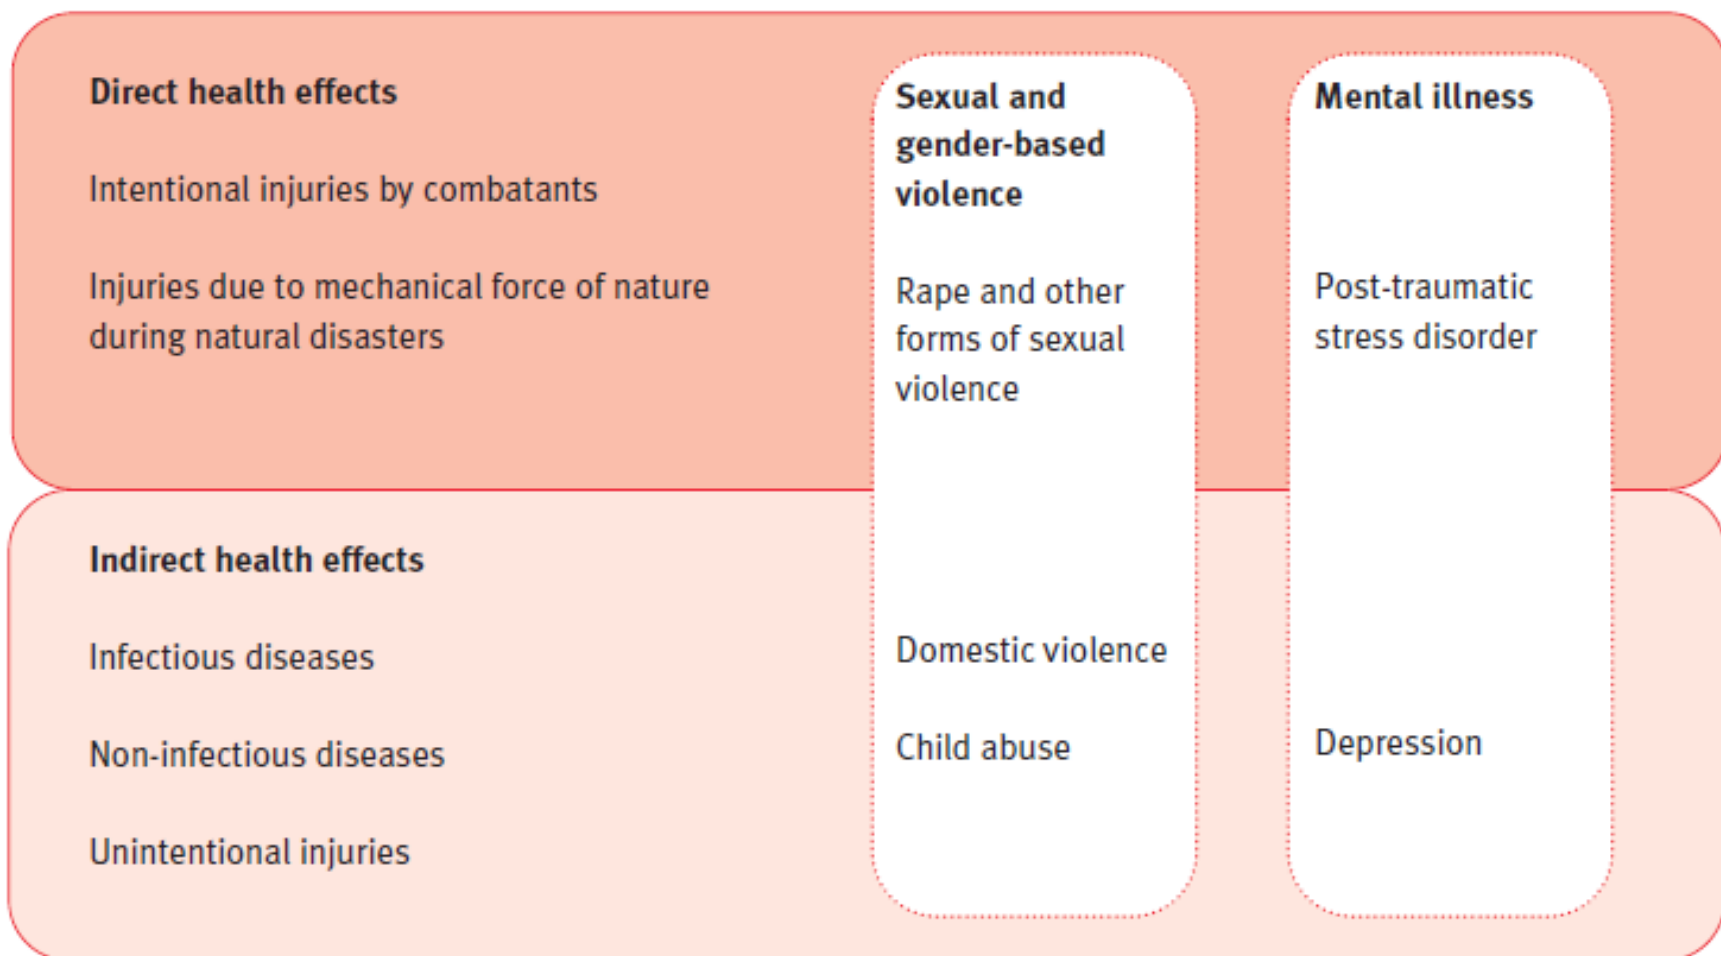 Direct health effects
Intentional injuries by combatants
Injuries due to mechanical force of nature
during natural disasters
Sexual and
gender-based
violence
Rape and other
forms of sexual
violence
Mental illness
Post-traumatic
stress disorder
Indirect health effects
Infectious diseases
Non-infectious diseases
Unintentional injuries
Domestic violence
Child abuse
Depression